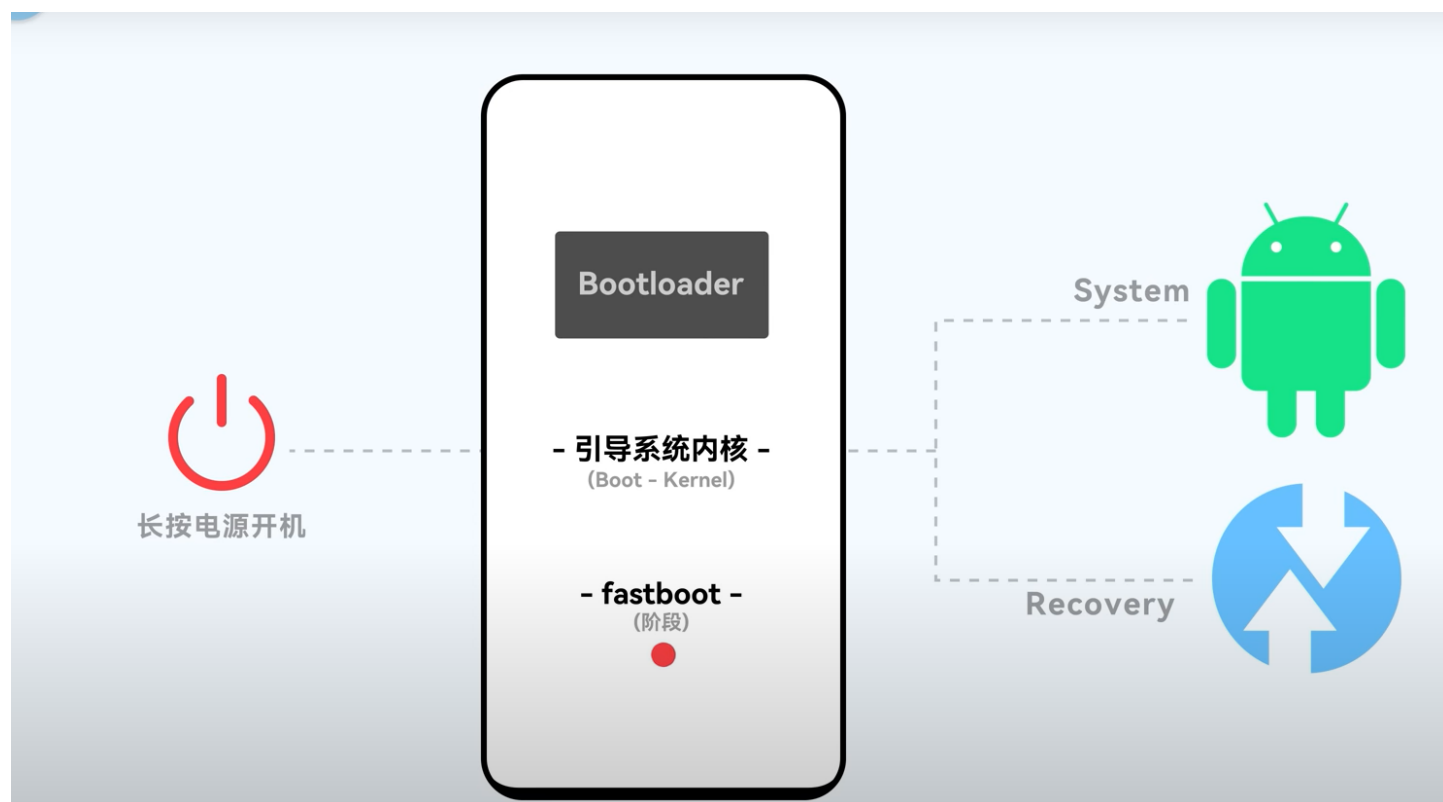 长按电源开机
Bootloader
- 引导系统内核 -
(Boot - Kernel)
- fastboot -
(阶段)
System
Recovery